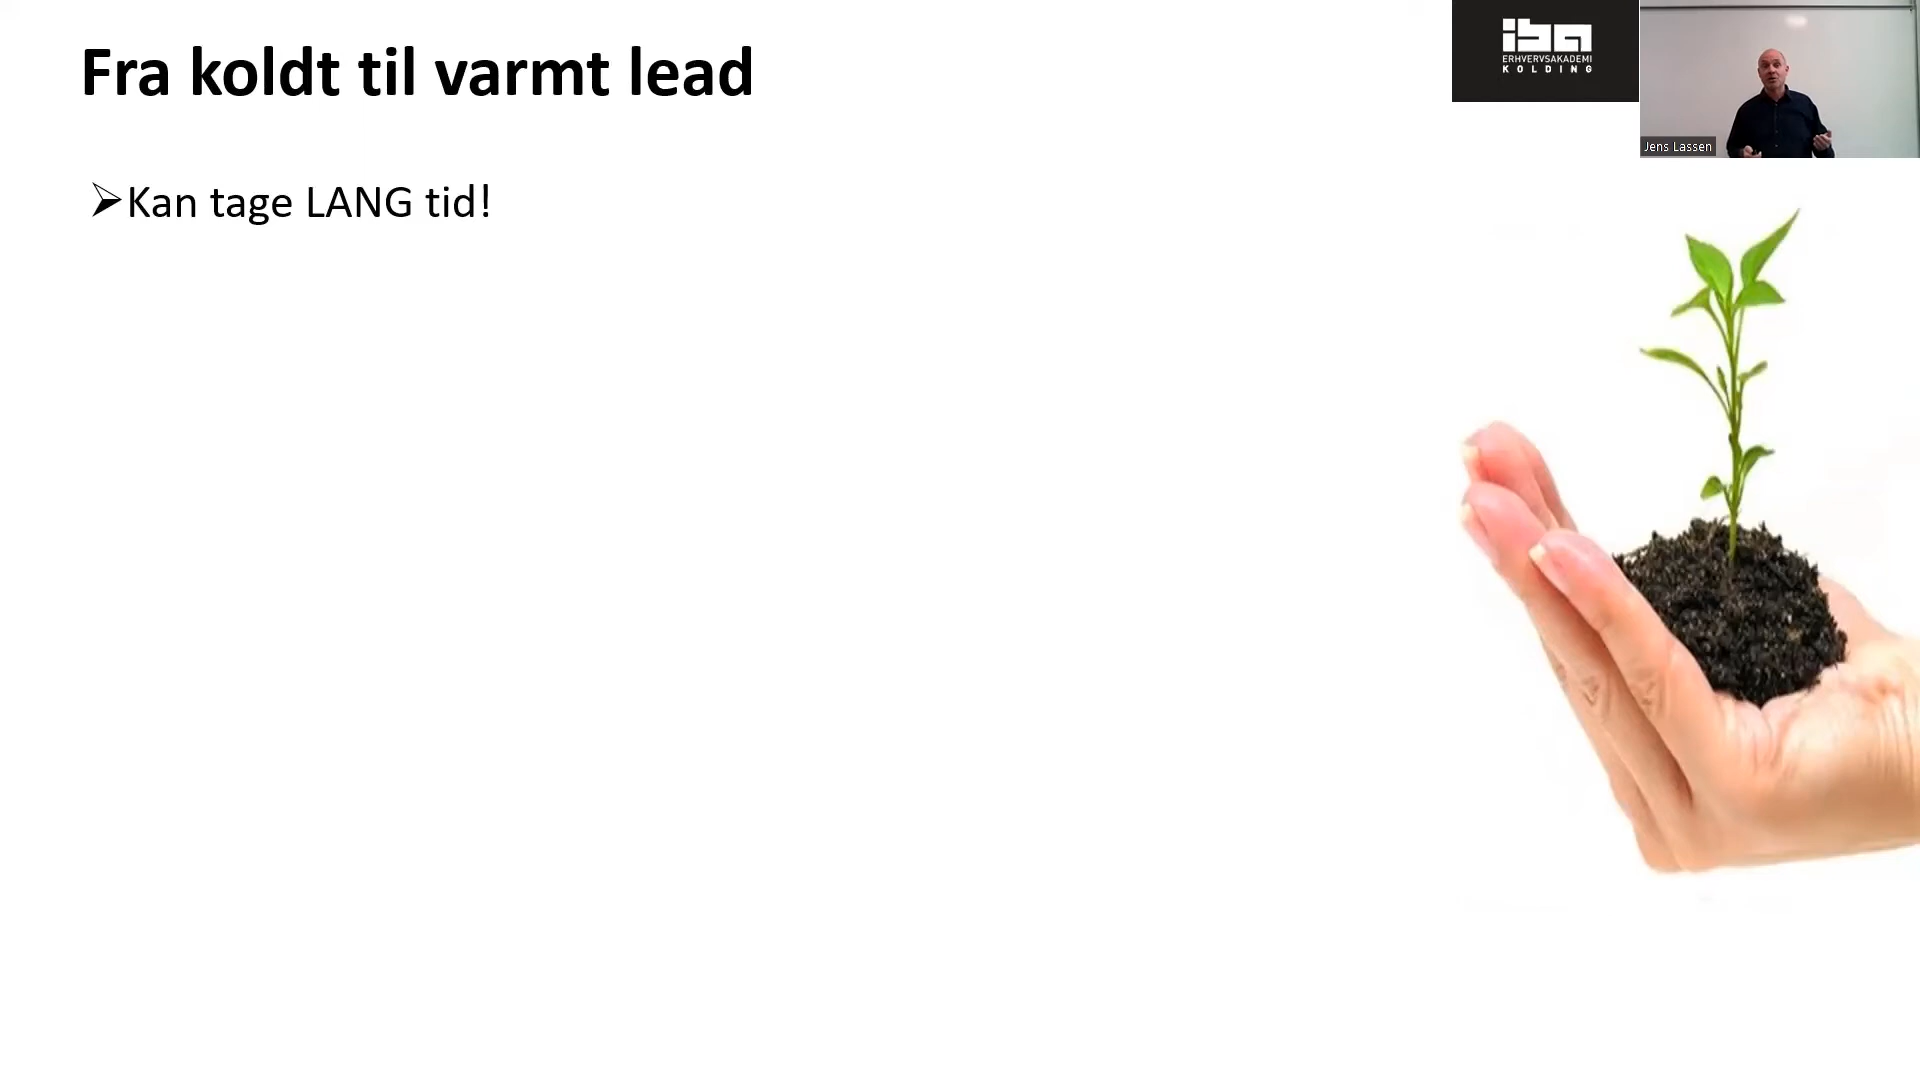 Fra koldt til varmt lead
iba
ERHVERVSAKADEMI
KOLDING
Jens Lassen
➢Kan tage LANG tid!